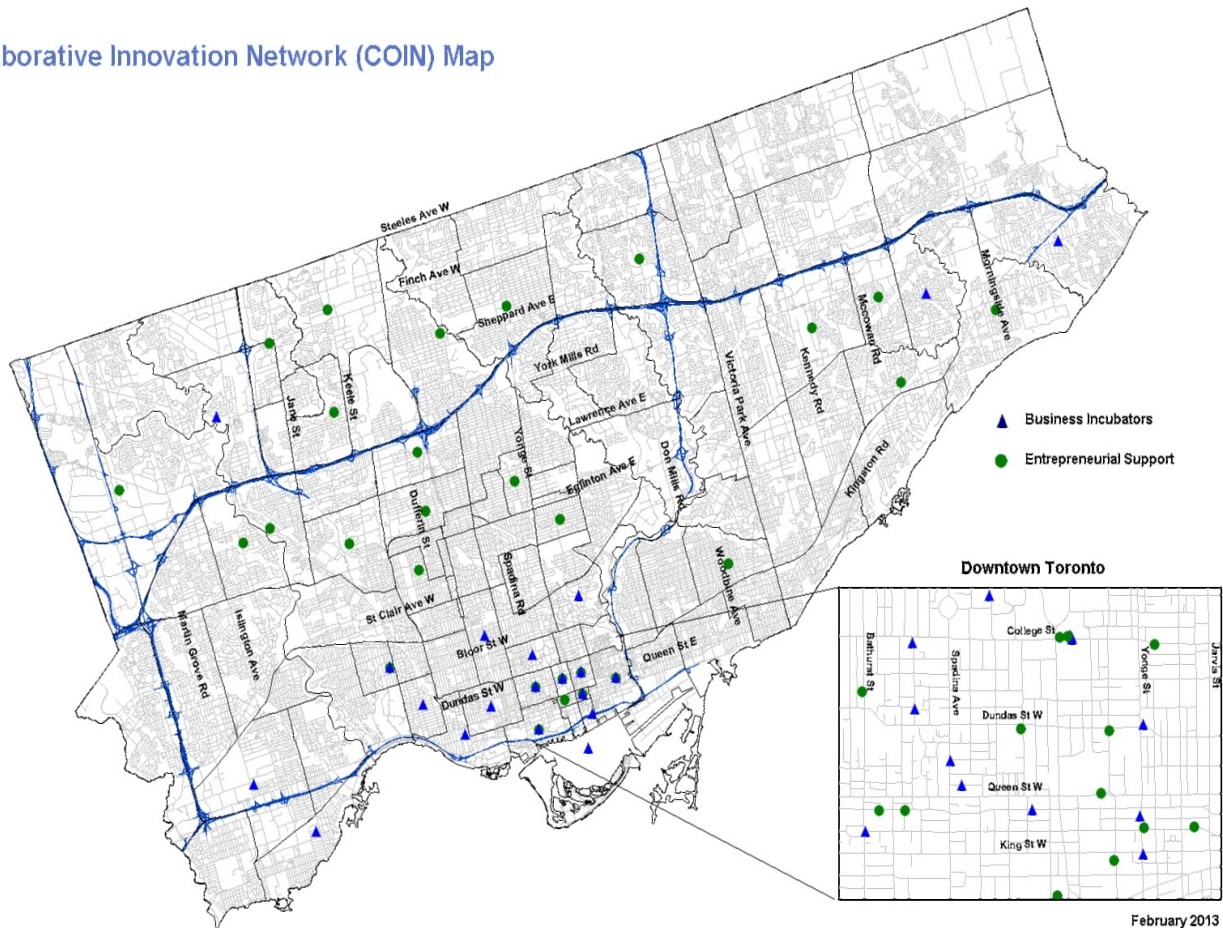 borative Innovation Network (COIN) Map
Steeles Ave W
Finch Ave W
Sheppard Ave E
York Mills Rd
Lawrence Ave E
Eglinton Ave E
Jane St
Keele St
Yonge St
Dufferin St
Spadina Rd
Don Mills Rd
Victoria Park Ave
Kennedy Rd
Mccowan Rd
Morningside Ave
Kingston Rd
Woodbine Ave
St Clair Ave W
Bloor St W
Dundas St W
Queen St E
Martin Grove Rd
Islington Ave
Business Incubators
Entrepreneurial Support
Downtown Toronto
College St
Bathurst St
Spadina Ave
Yonge St
Jarvis St
Dundas St W
Queen St W
King St W
February 2013